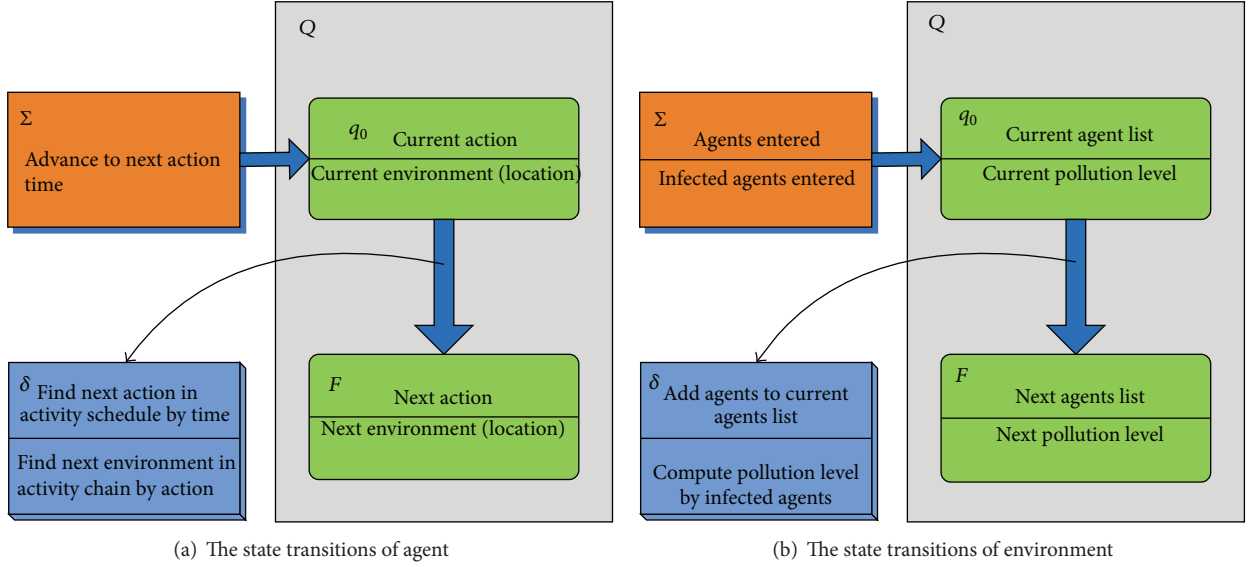 Q
Σ
Advance to next action
time
q0
Current action
Current environment (location)
δ Find next action in
activity schedule by time
Find next environment in
activity chain by action
F
Next action
Next environment (location)
(a) The state transitions of agent
Q
Σ
Agents entered
Infected agents entered
q0
Current agent list
Current pollution level
δ
Add agents to current
agents list
Compute pollution level
by infected agents
F
Next agents list
Next pollution level
(b) The state transitions of environment